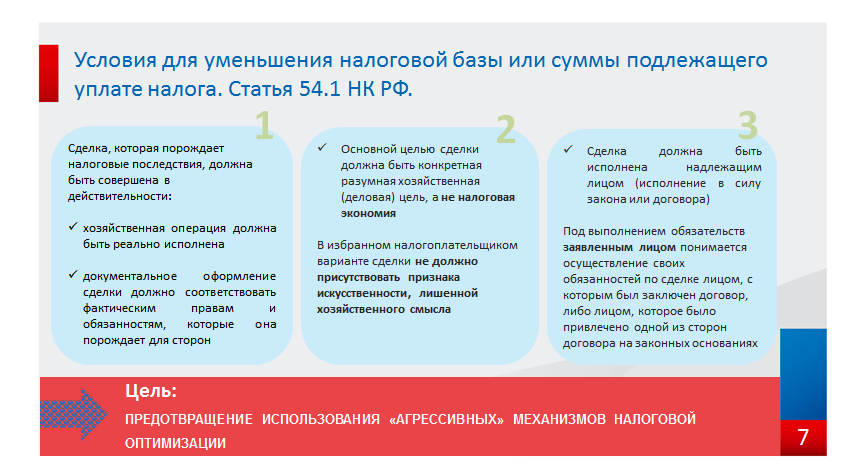 Условия для уменьшения налоговой базы или суммы подлежащего
уплате налога. Статья 54.1 НК РФ.
1
Сделка, которая порождает
налоговые последствия, должна
быть совершена в
действительности:
✓ хозяйственная операция должна
быть реально исполнена
✓ документальное оформление
сделки должно соответствовать
фактическим правам и
обязанностям, которые она
порождает для сторон
2
✓ Основной целью сделки
должна быть конкретная
разумная хозяйственная
(деловая) цель, а не налоговая
экономия
В избранном налогоплательщиком
варианте сделки не должно
присутствовать признака
искусственности, лишенной
хозяйственного смысла
3
✓ Сделка должна быть
исполнена надлежащим
лицом (исполнение в силу
закона или договора)
Под выполнением обязательств
заявленным лицом понимается
осуществление своих
обязанностей по сделке лицом, с
которым был заключен договор,
либо лицом, которое было
привлечено одной из сторон
договора на законных основаниях
Цель:
ПРЕДОТВРАЩЕНИЕ ИСПОЛЬЗОВАНИЯ «АГРЕССИВНЫХ» МЕХАНИЗМОВ НАЛОГОВОЙ
ОПТИМИЗАЦИИ
7